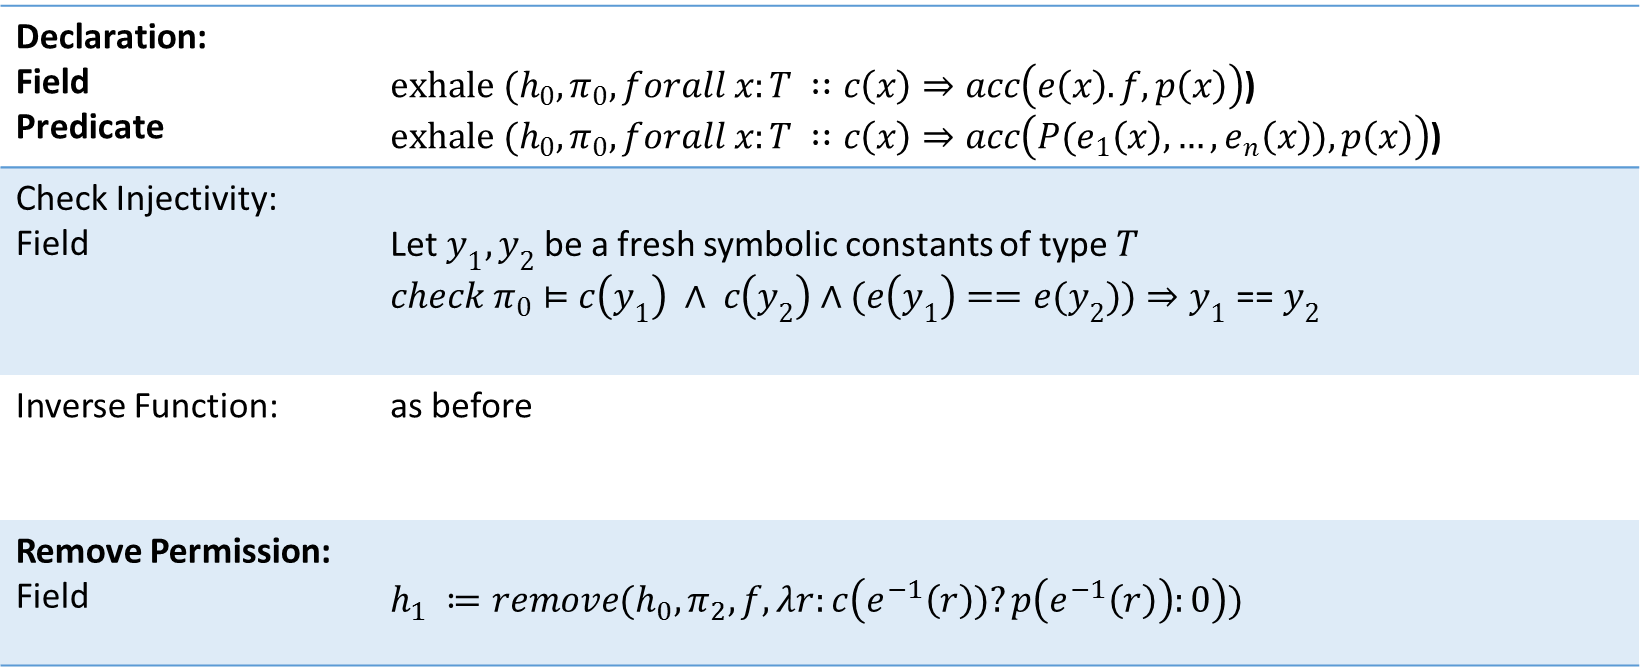 Declaration:
Field exhale (h₀, π₀, forall x: T ∷ c(x) ⇒ acc(e(x). f, p(x)))
Predicate exhale (h₀, π₀, forall x: T ∷ c(x) ⇒ acc(P(e₁(x), … , eₙ(x)), p(x)))
Check Injectivity:
Field Let y₁, y₂ be a fresh symbolic constants of type T
check π₀ ⊨ c(y₁) ∧ c(y₂) ∧ (e(y₁) == e(y₂)) ⇒ y₁ == y₂
Inverse Function: as before
Remove Permission:
Field h₁ ≔ remove(h₀, π₂, f, λr: c(e⁻¹(r))? p(e⁻¹(r)): 0))